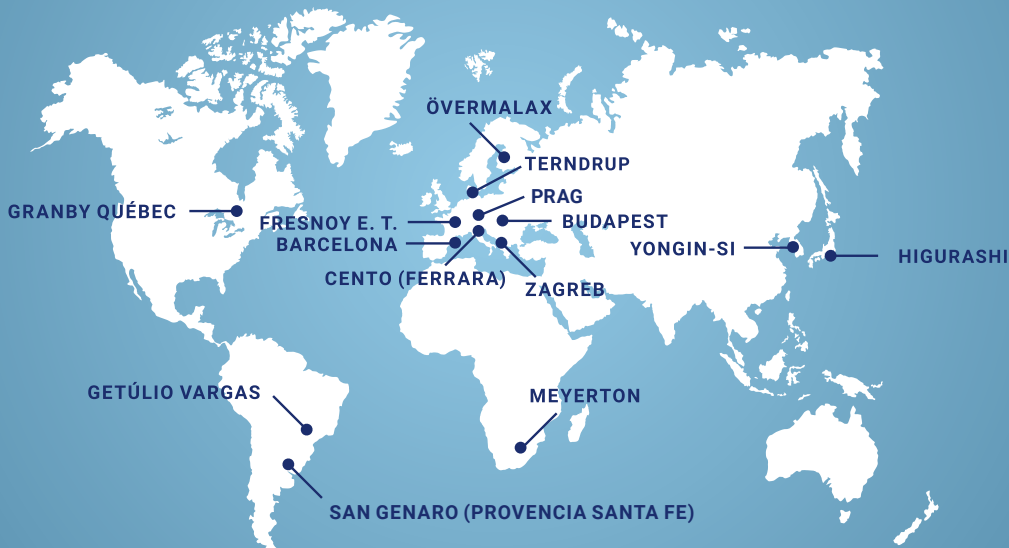 ÖVERMALAX
TERNDRUP
PRAG
GRANBY QUÉBEC
FRESNOY E. T.
BUDAPEST
BARCELONA
YONGIN-SI
HIGURASHI
CENTO (FERRARA)
ZAGREB
GETÚLIO VARGAS
MEYERTON
SAN GENARO (PROVENCIA SANTA FE)